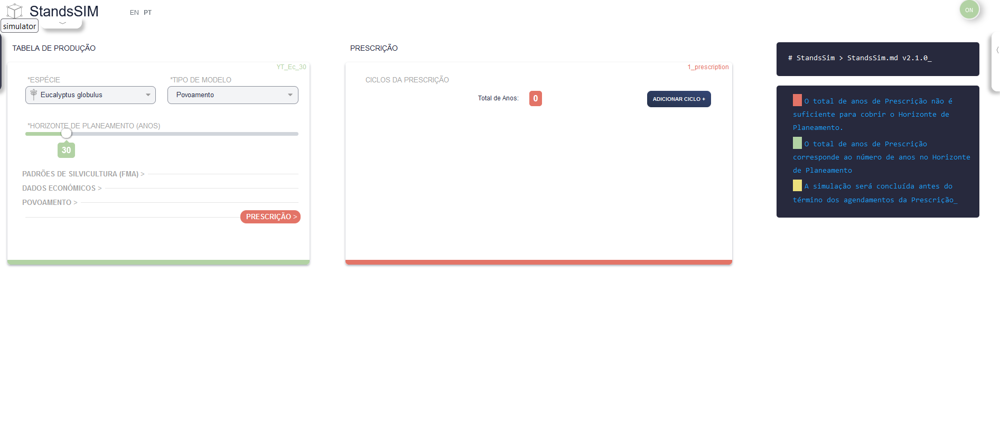 StandsSIM
EN PT
ON
simulator
TABELA DE PRODUÇÃO
YT_Ec_30
*ESPÉCIE
*TIPO DE MODELO
Eucalyptus globulus
Povoamento
*HORIZONTE DE PLANEAMENTO (ANOS)
30
PADRÕES DE SILVICULTURA (FMA) >
DADOS ECONÓMICOS >
POVOAMENTO >
PRESCRIÇÃO >
PRESCRIÇÃO
1_prescription
CICLOS DA PRESCRIÇÃO
Total de Anos: 0
ADICIONAR CICLO +
# StandsSim > StandsSim.md v2.1.0_
O total de anos de Prescrição não é
suficiente para cobrir o Horizonte de
Planeamento.
O total de anos de Prescrição
corresponde ao número de anos no Horizonte
de Planeamento
A simulação será concluída antes do
término dos agendamentos da Prescrição_